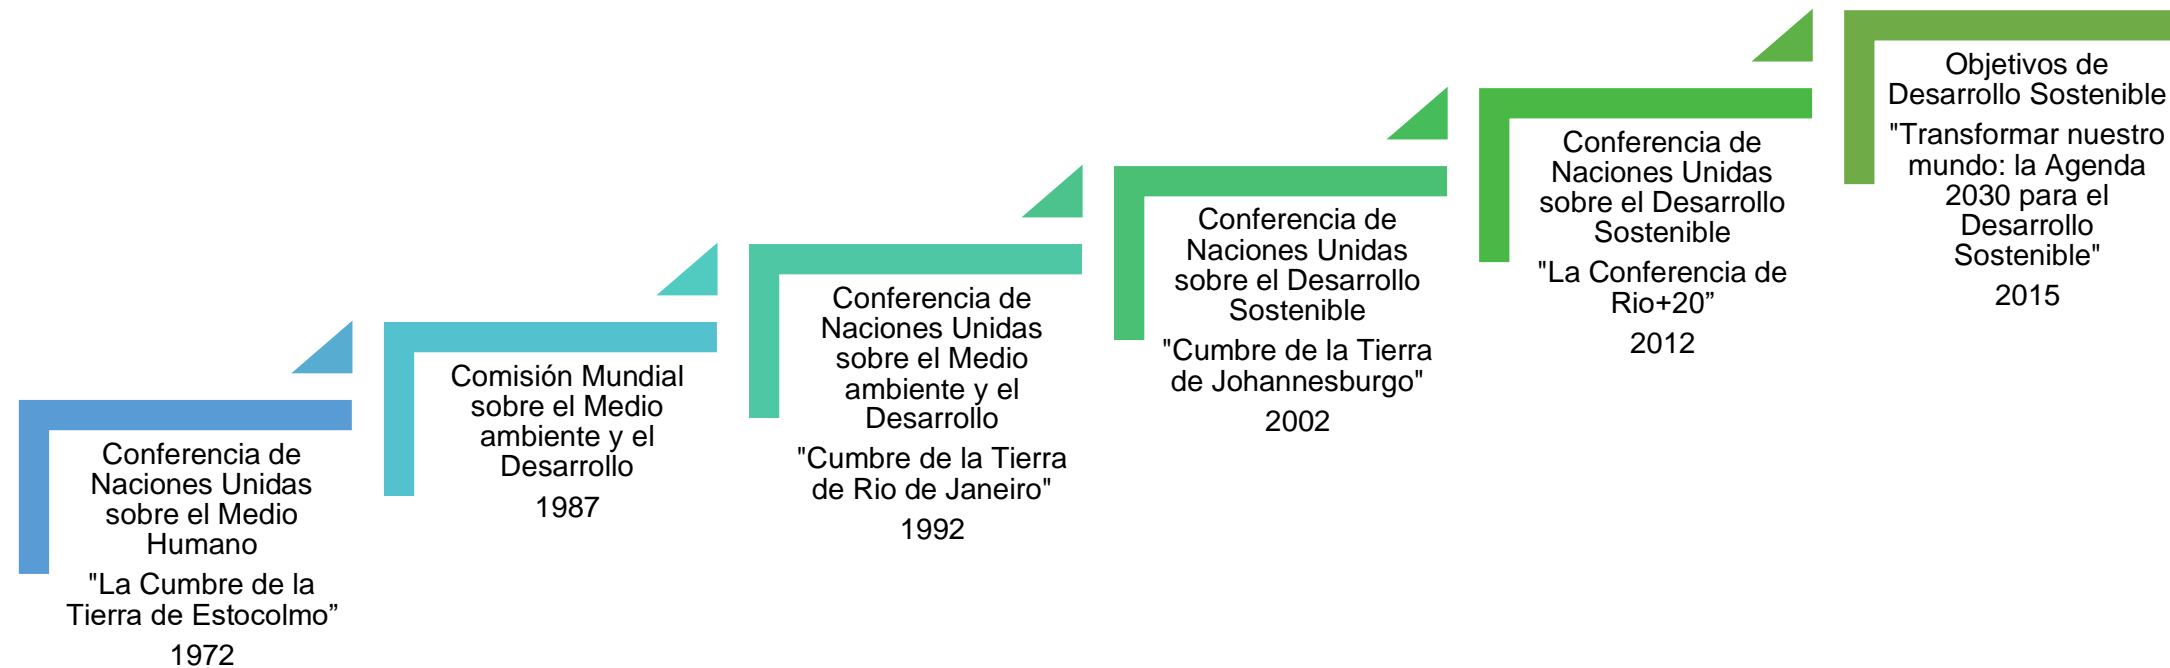 Conferencia de
Naciones Unidas
sobre el Medio
Humano
"La Cumbre de la
Tierra de Estocolmo”
1972
Comisión Mundial
sobre el Medio
ambiente y el
Desarrollo
1987
Conferencia de
Naciones Unidas
sobre el Medio
ambiente y el
Desarrollo
"Cumbre de la Tierra
de Rio de Janeiro"
1992
Conferencia de
Naciones Unidas
sobre el Desarrollo
Sostenible
"Cumbre de la Tierra
de Johannesburgo"
2002
Conferencia de
Naciones Unidas
sobre el Desarrollo
Sostenible
"La Conferencia de
Rio+20”
2012
Objetivos de
Desarrollo Sostenible
"Transformar nuestro
mundo: la Agenda
2030 para el
Desarrollo
Sostenible"
2015